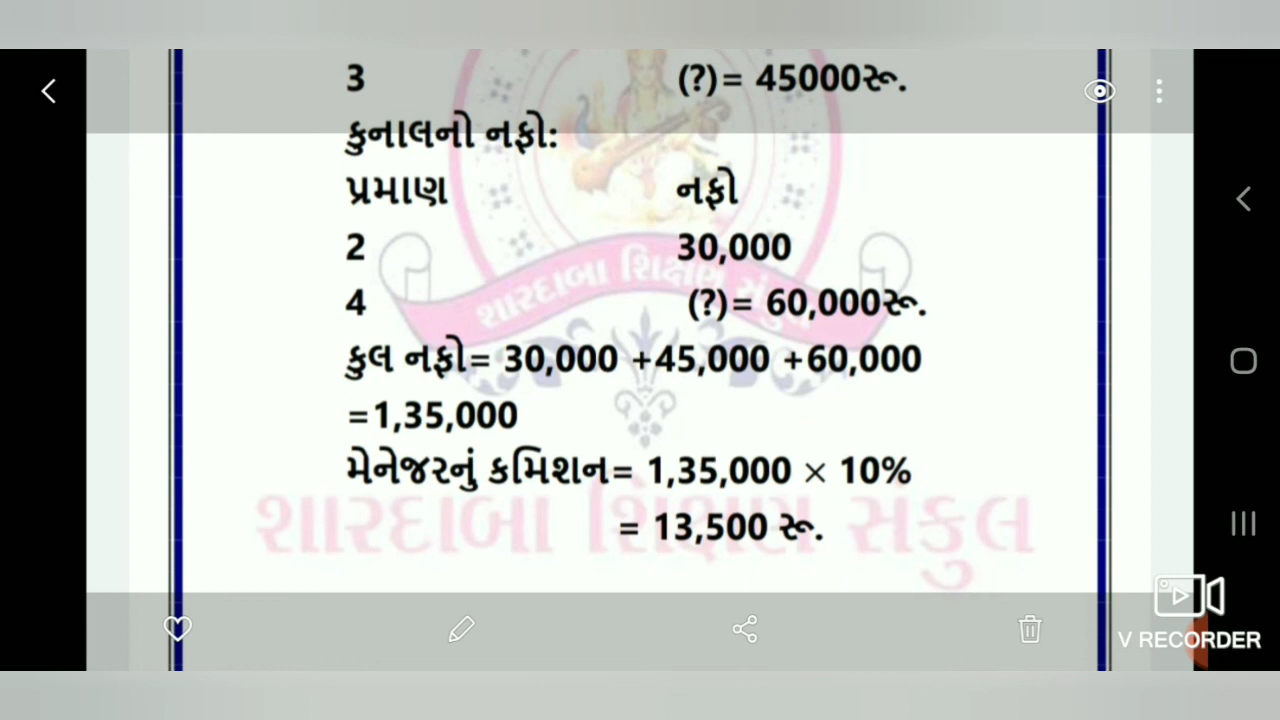 3 (?)= 45000રૂ.
કુનાલનો નફો:
પ્રમાણ નફો
2 30,000
4 (?)= 60,000રૂ.
કુલ નફો= 30,000 +45,000 +60,000
=1,35,000
મેનેજરનું કમિશન= 1,35,000 × 10%
= 13,500 રૂ.
શારદાબા શિક્ષણ સંકુલ
V RECORDER